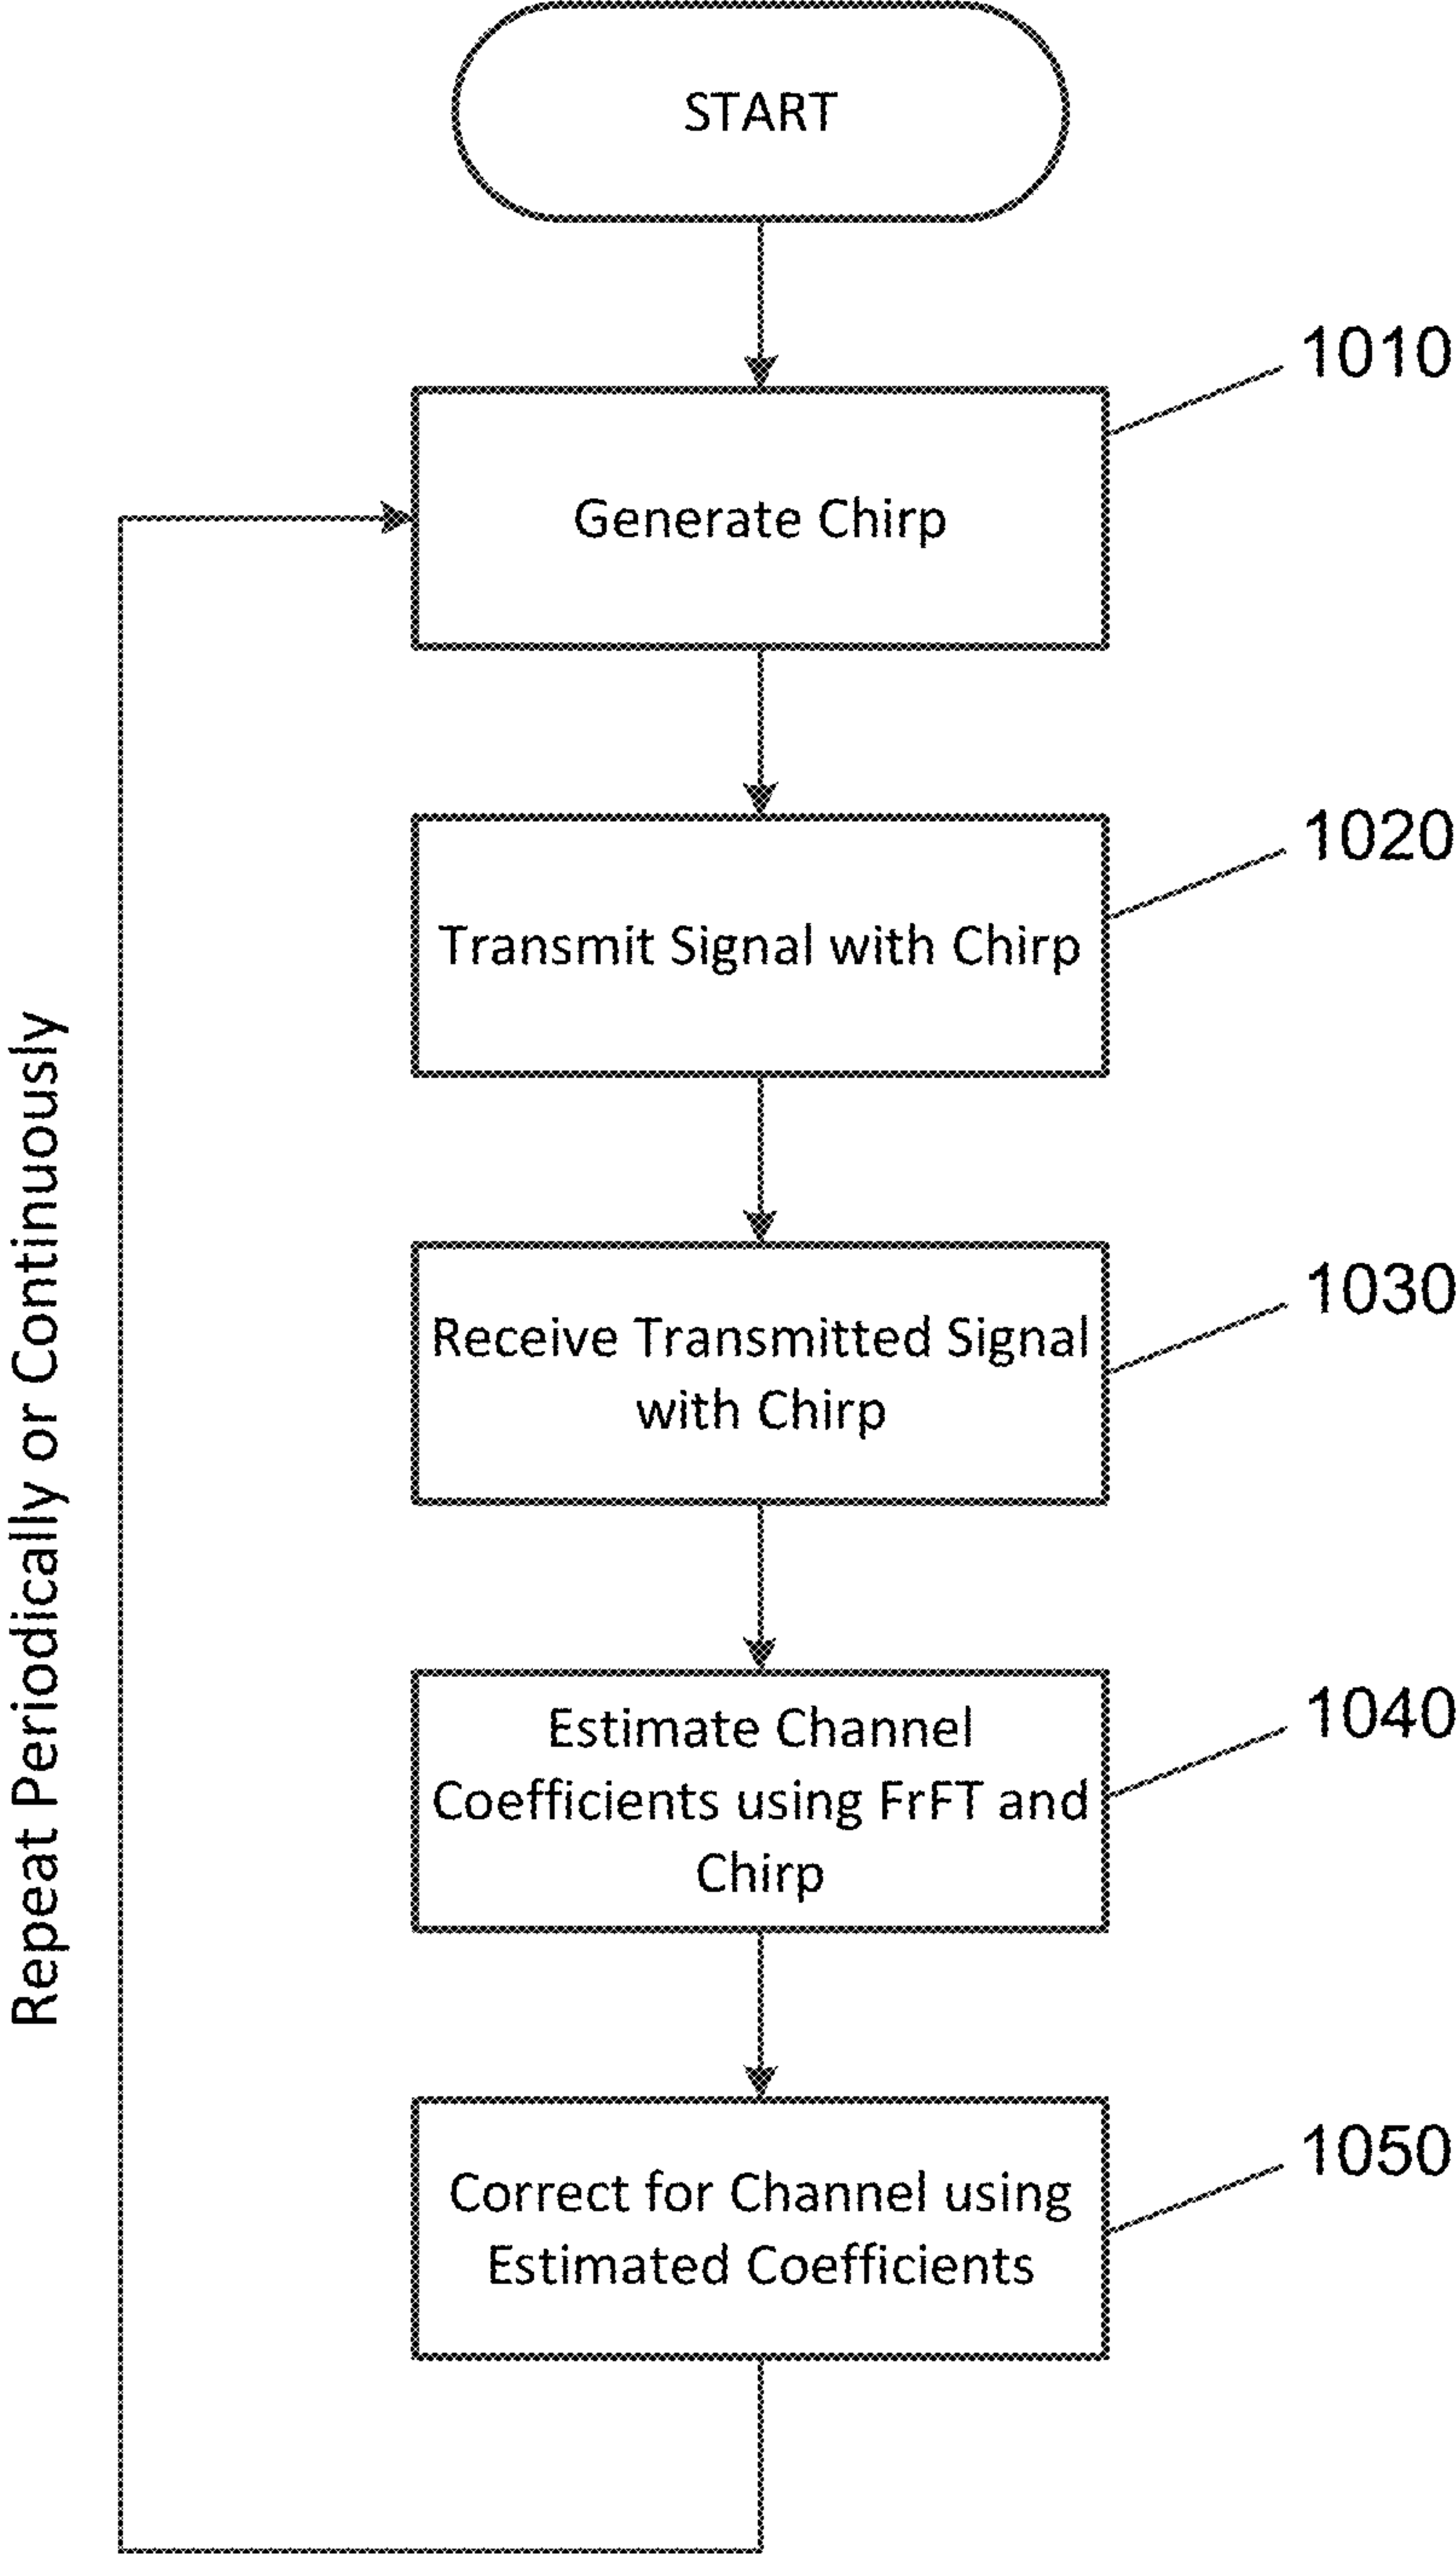 START
1010
Generate Chirp
1020
Transmit Signal with Chirp
1030
Receive Transmitted Signal
with Chirp
1040
Estimate Channel
Coefficients using FrFT and
Chirp
1050
Correct for Channel using
Estimated Coefficients
Repeat Periodically or Continuously